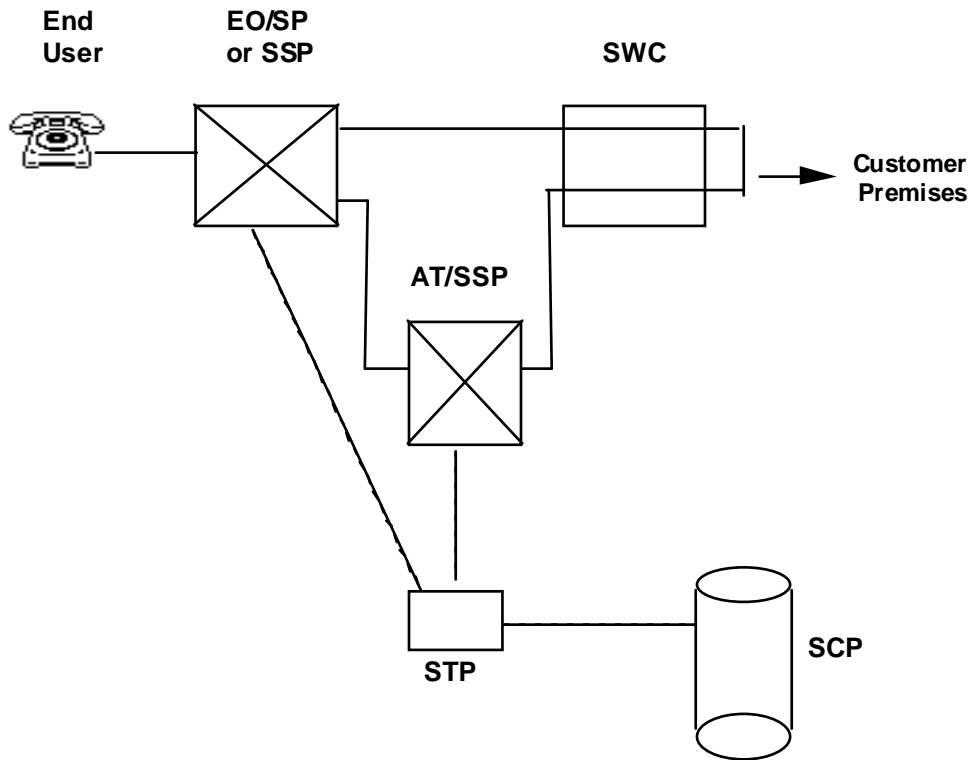 End
User
EO/SP
or SSP
SWC
Customer
Premises
AT/SSP
STP
SCP